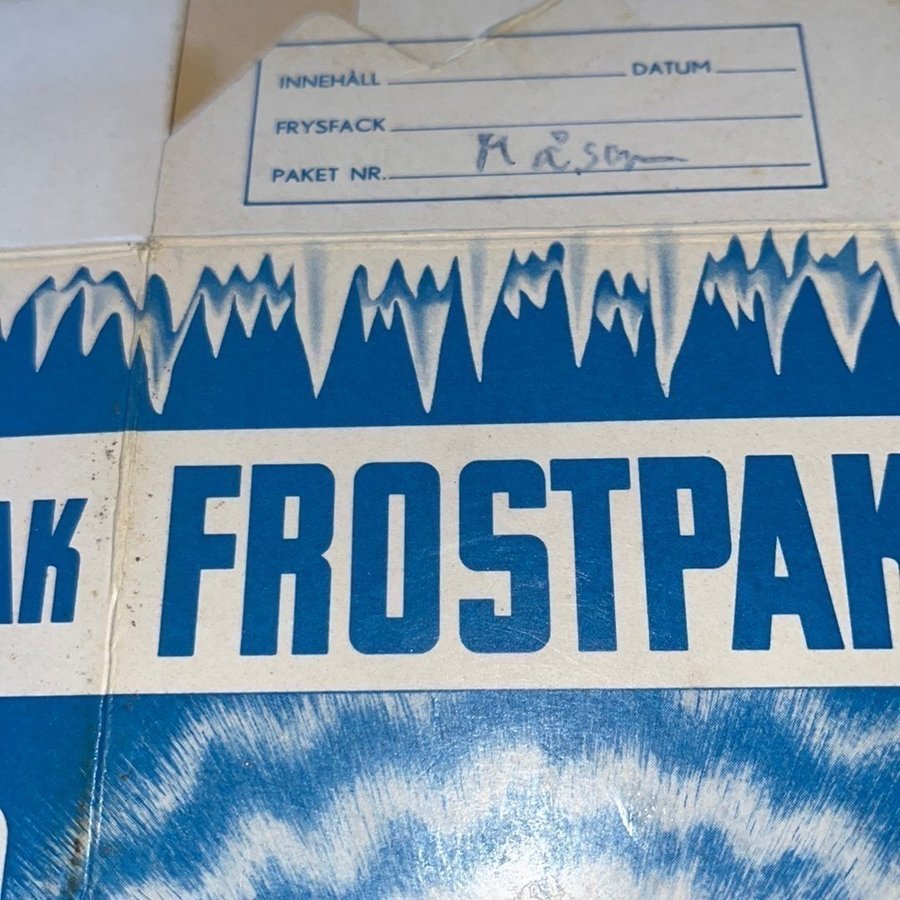 INNEHÅLL DATUM
FRYSFACK
PAKET NR.
AK FROSTPAK